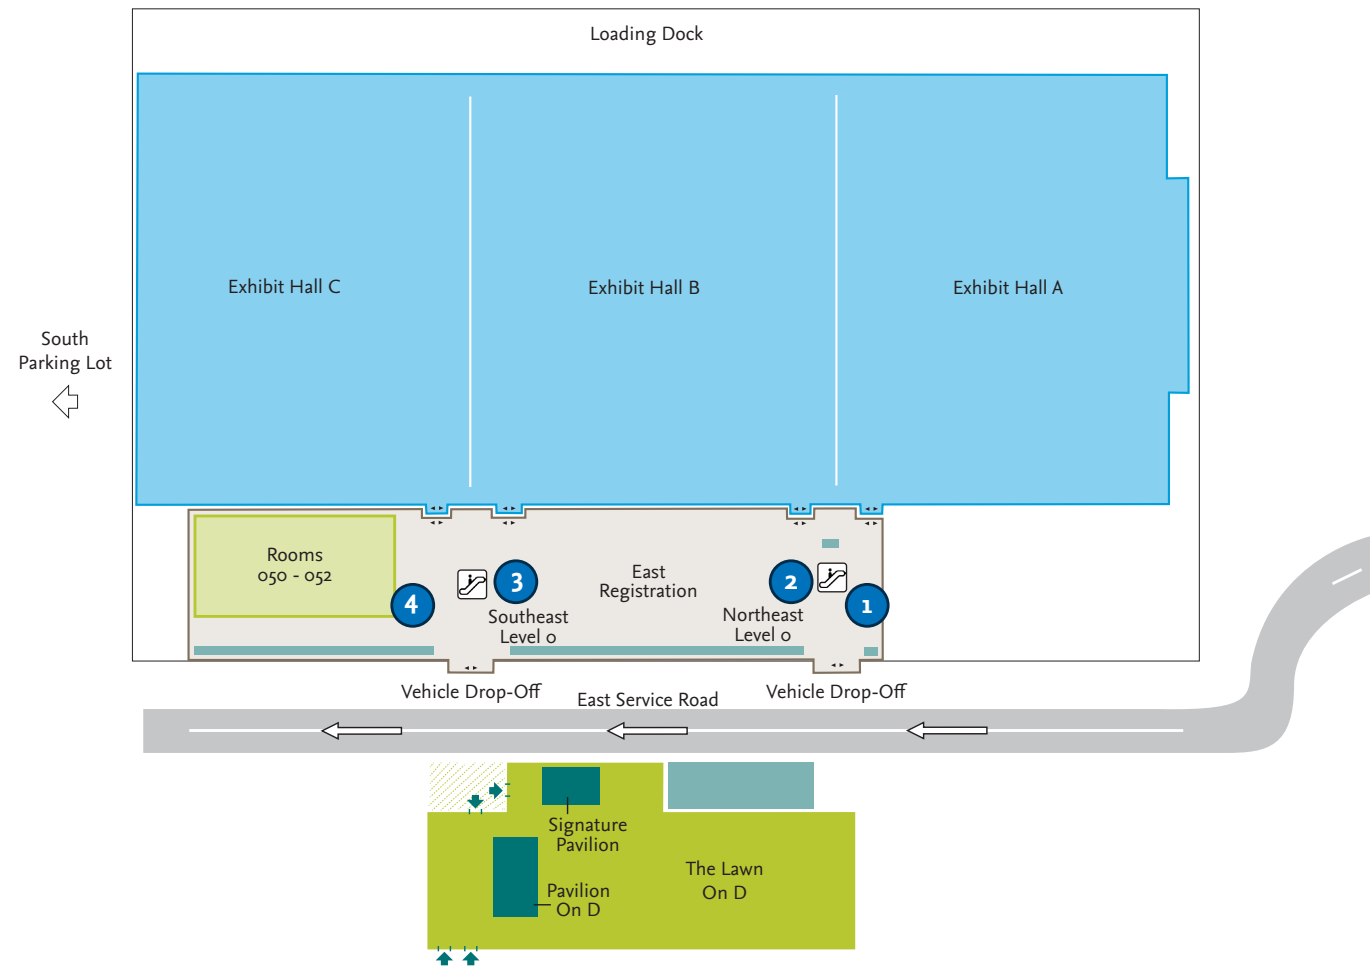 Loading Dock
Exhibit Hall C
Exhibit Hall B
Exhibit Hall A
South
Parking Lot
Rooms
050 - 052
East
Registration
4
3
2
1
Southeast
Level 0
Northeast
Level 0
Vehicle Drop-Off
East Service Road
Vehicle Drop-Off
Signature
Pavilion
The Lawn
On D
Pavilion
On D